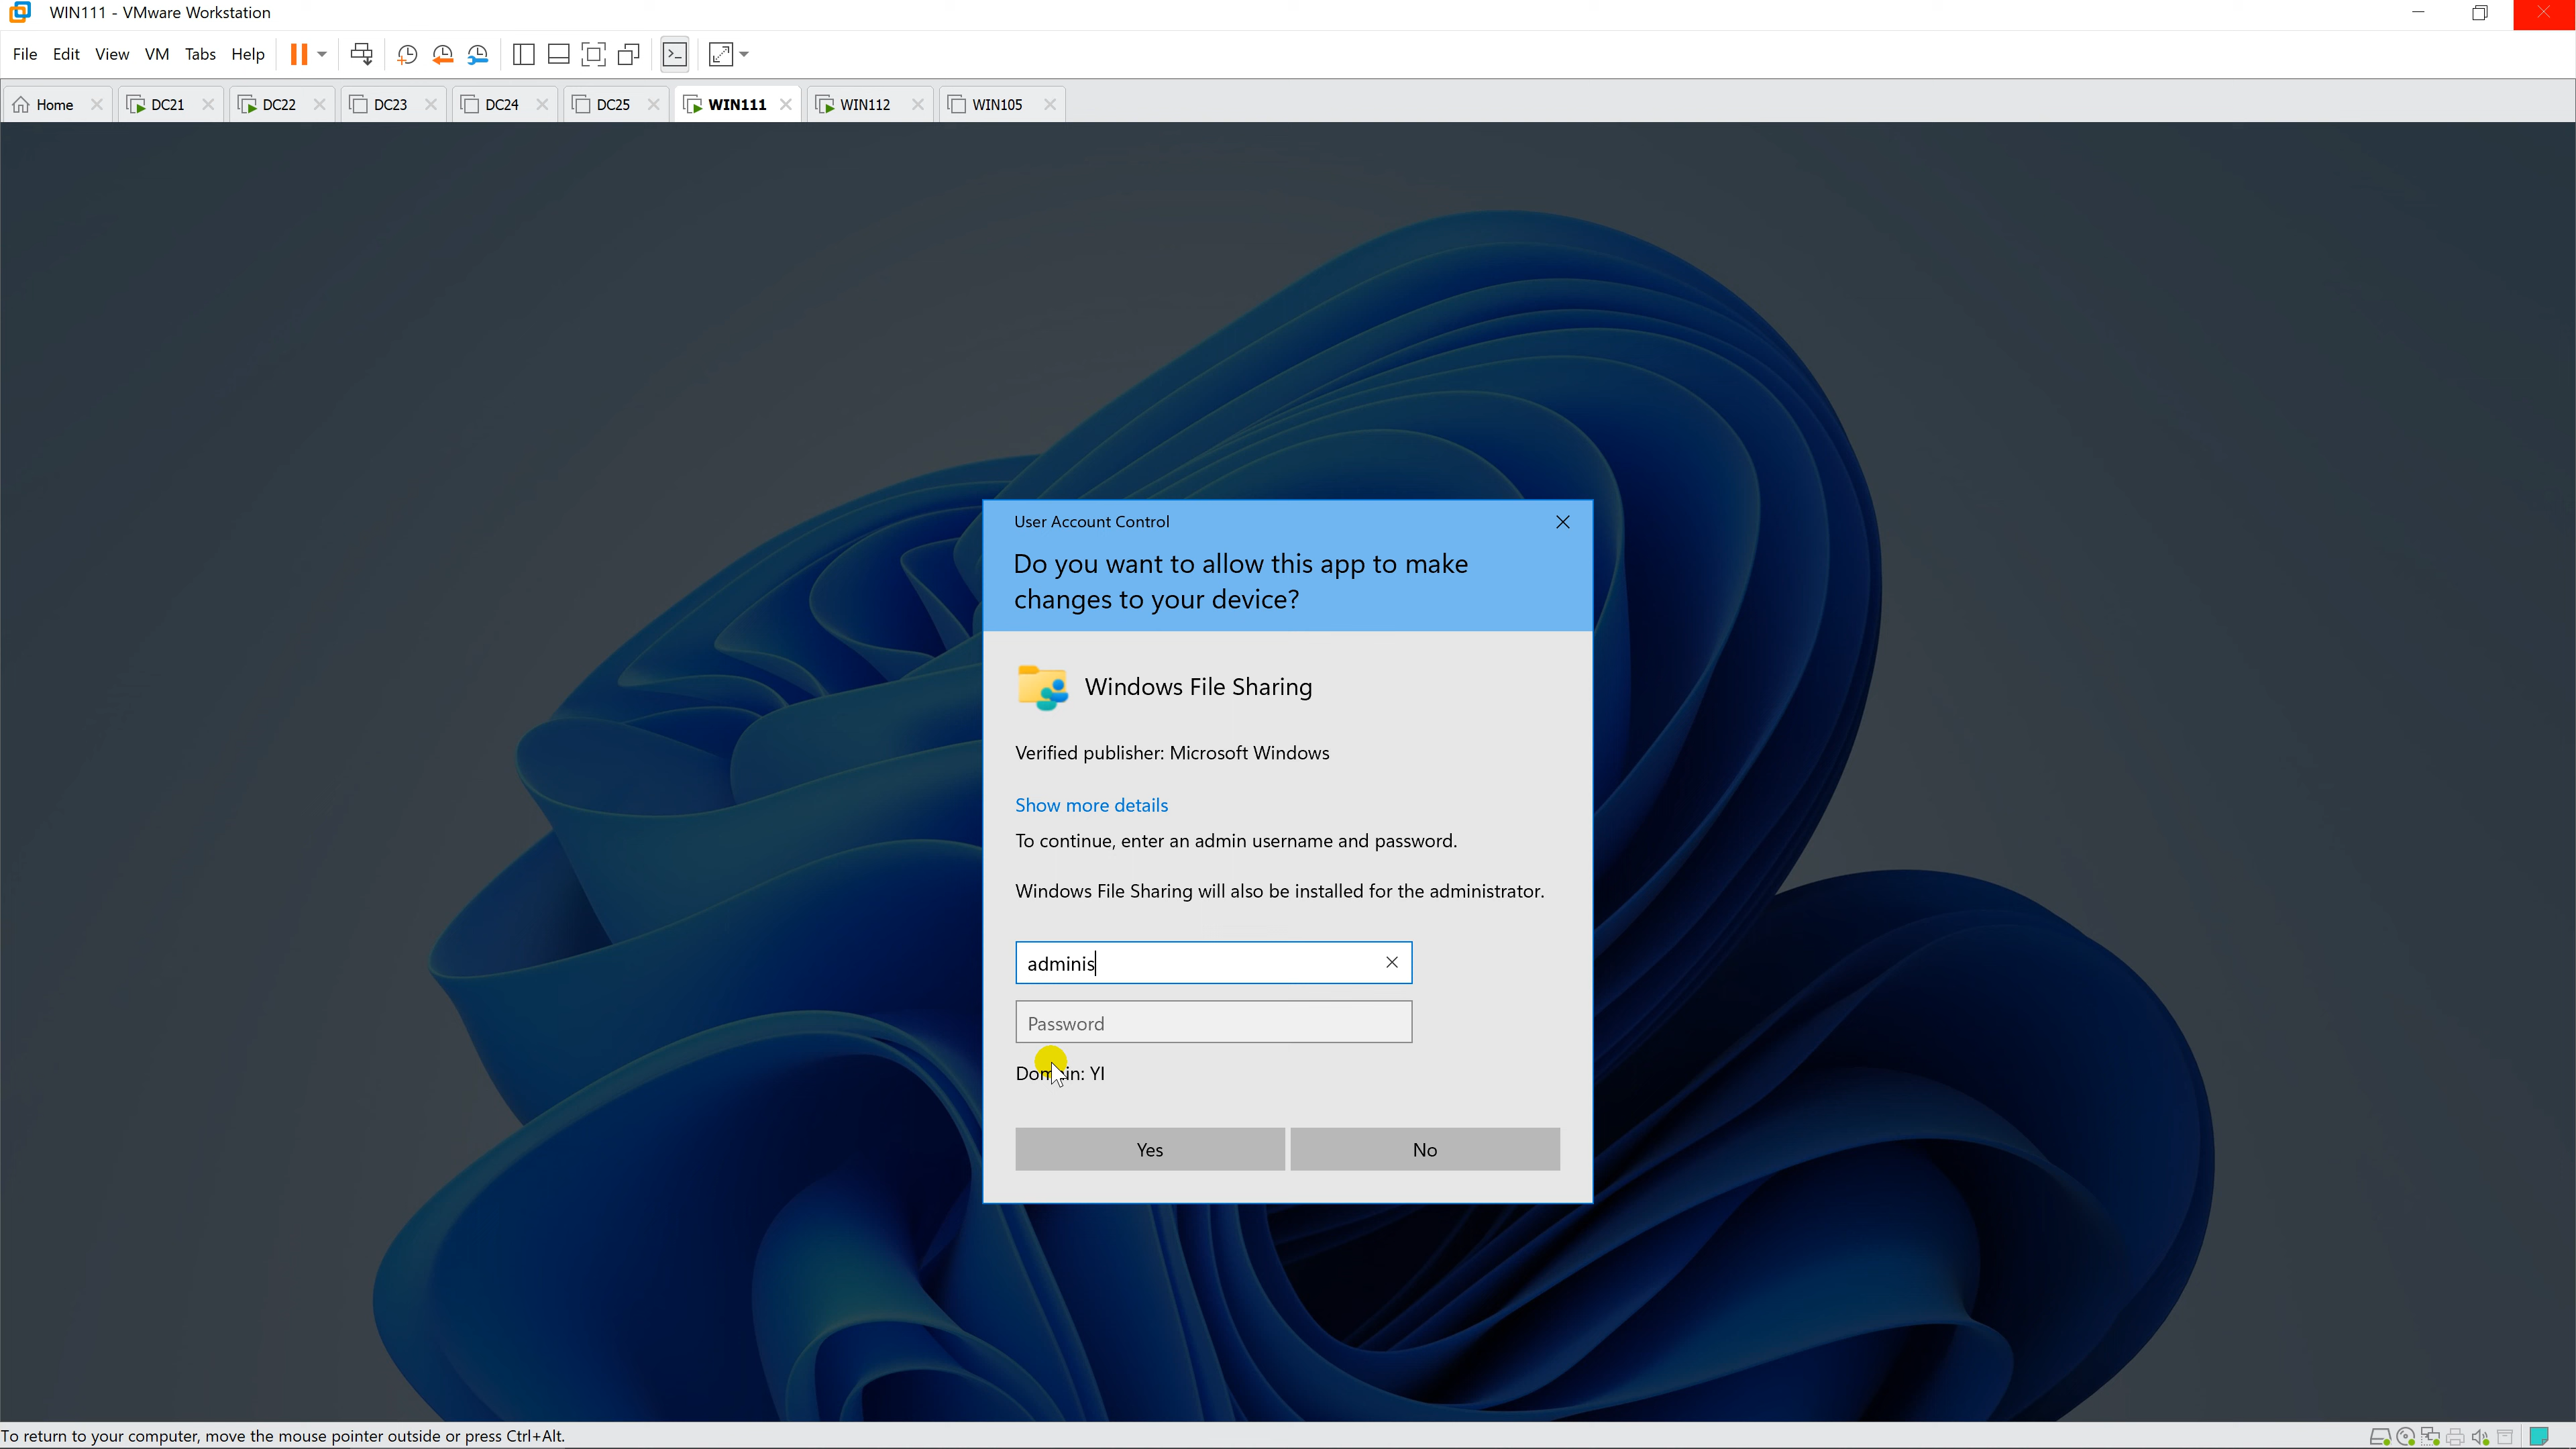 WIN111 - VMware Workstation
File Edit View VM Tabs Help
Home DC21 DC22 DC23 DC24 DC25 WIN111 WIN112 WIN105
User Account Control
Do you want to allow this app to make
changes to your device?
Windows File Sharing
Verified publisher: Microsoft Windows
Show more details
To continue, enter an admin username and password.
Windows File Sharing will also be installed for the administrator.
adminis
Password
Domain: YI
Yes No
To return to your computer, move the mouse pointer outside or press Ctrl+Alt.